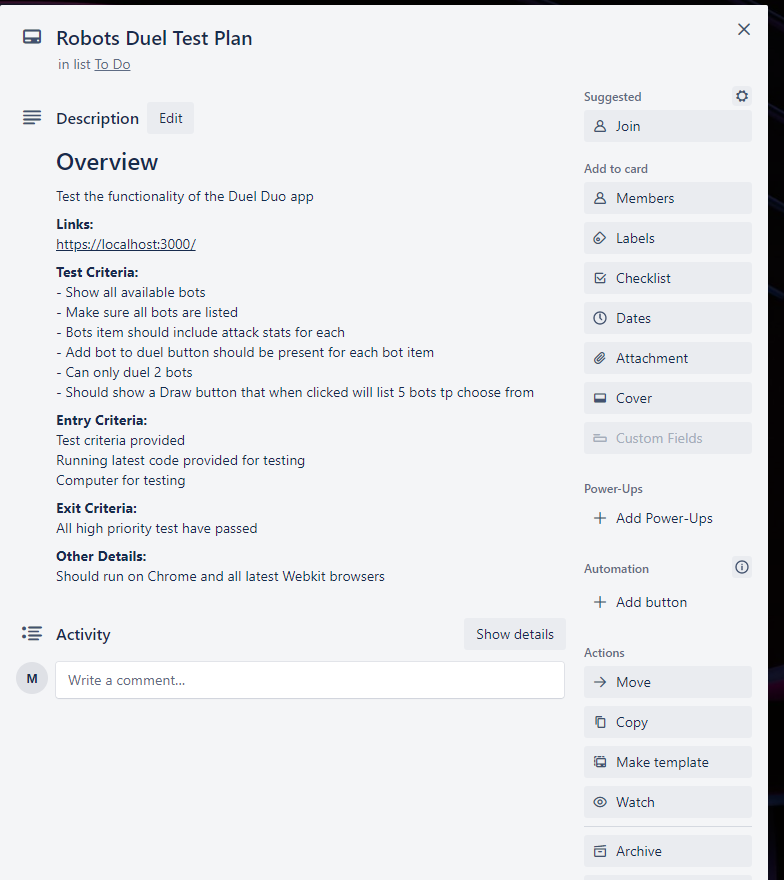 Robots Duel Test Plan
in list To Do
Description
Edit
Overview
Test the functionality of the Duel Duo app
Links:
https://localhost:3000/
Test Criteria:
- Show all available bots
- Make sure all bots are listed
- Bots item should include attack stats for each
- Add bot to duel button should be present for each bot item
- Can only duel 2 bots
- Should show a Draw button that when clicked will list 5 bots tp choose from
Entry Criteria:
Test criteria provided
Running latest code provided for testing
Computer for testing
Exit Criteria:
All high priority test have passed
Other Details:
Should run on Chrome and all latest Webkit browsers
Activity
Show details
M
Write a comment...
Suggested
Join
Add to card
Members
Labels
Checklist
Dates
Attachment
Cover
Custom Fields
Power-Ups
Add Power-Ups
Automation
Add button
Actions
Move
Copy
Make template
Watch
Archive